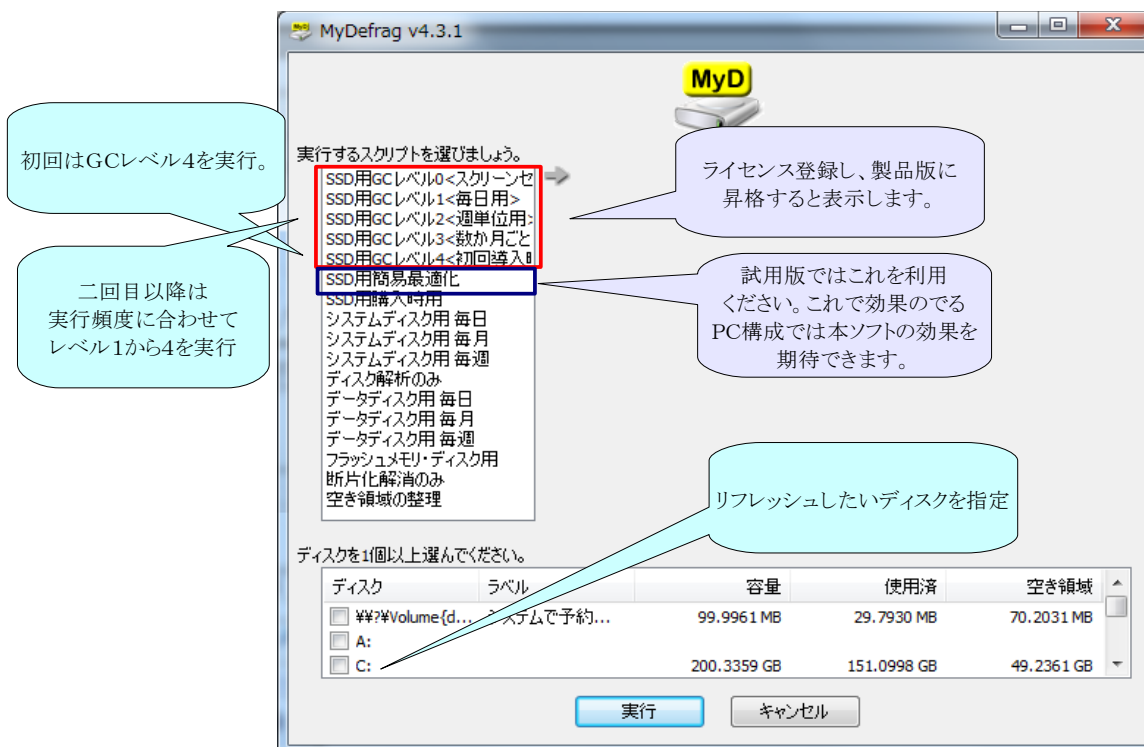 MyDefrag v4.3.1
MyD
初回はGCレベル4を実行。
実行するスクリプトを選びましょう。
SSD用GCレベル0<スクリーンセ
SSD用GCレベル1<毎日用>
SSD用GCレベル2<週単位用>
SSD用GCレベル3<数か月ごと
SSD用GCレベル4<初回導入時
SSD用簡易最適化
SSD用購入時用
システムディスク用 毎日
システムディスク用 毎月
システムディスク用 毎週
ディスク解析のみ
データディスク用 毎日
データディスク用 毎月
データディスク用 毎週
フラッシュメモリ・ディスク用
断片化解消のみ
空き領域の整理
ライセンス登録し、製品版に
昇格すると表示します。
二回目以降は
実行頻度に合わせて
レベル1から4を実行
試用版ではこれを利用
ください。これで効果のでる
PC構成では本ソフトの効果を
期待できます。
リフレッシュしたいディスクを指定
ディスクを1個以上選んでください。
ディスク ラベル 容量 使用済 空き領域
¥¥?¥Volume{d... システムで予約... 99.9961 MB 29.7930 MB 70.2031 MB
A:
C: 200.3359 GB 151.0998 GB 49.2361 GB
実行 キャンセル